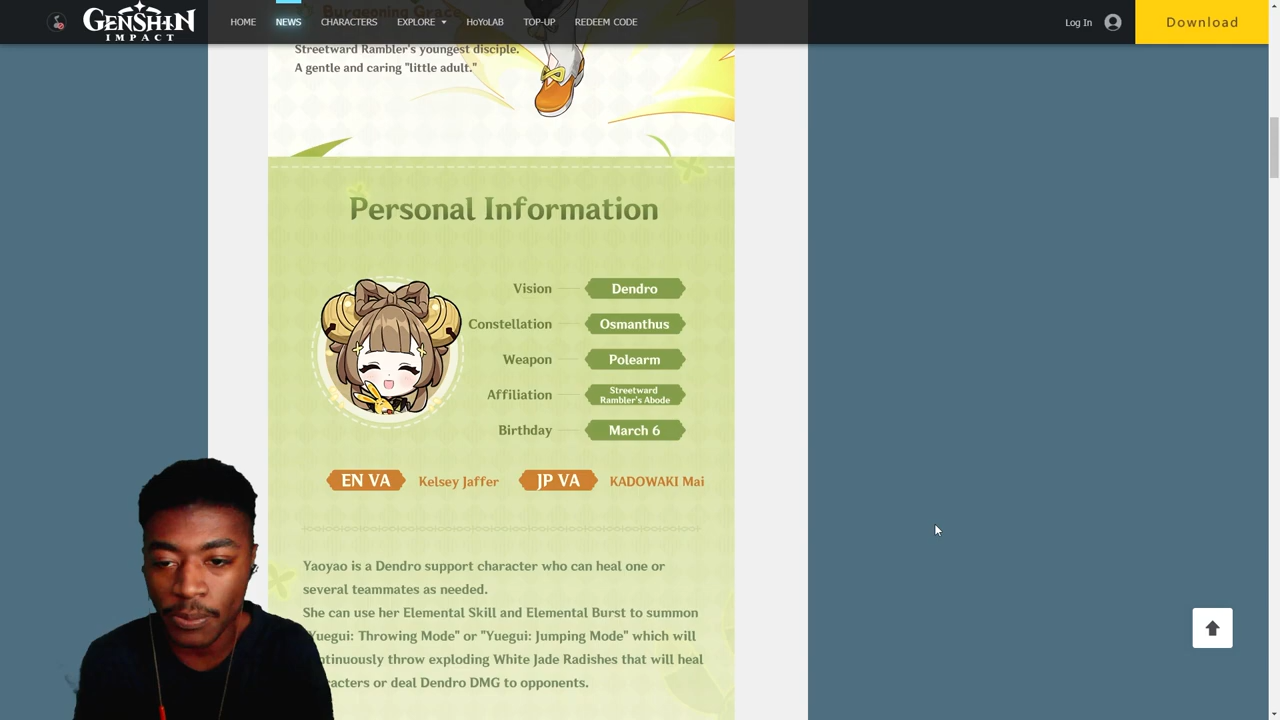 GENSHIN
IMPACT
HOME
NEWS
CHARACTERS
EXPLORE
HoYoLAB
TOP-UP
REDEEM CODE
Log In
Download
Burgeoning Grace
Streetward Rambler's youngest disciple.
A gentle and caring "little adult."
Personal Information
Vision Dendro
Constellation Osmanthus
Weapon Polearm
Affiliation Streetward
Rambler's Abode
Birthday March 6
EN VA Kelsey Jaffer JP VA KADOWAKI Mai
Yaoyao is a Dendro support character who can heal one or
several teammates as needed.
She can use her Elemental Skill and Elemental Burst to summon
Yuegui: Throwing Mode" or "Yuegui: Jumping Mode" which will
throw exploding White Jade Radishes that will heal
or deal Dendro DMG to opponents.